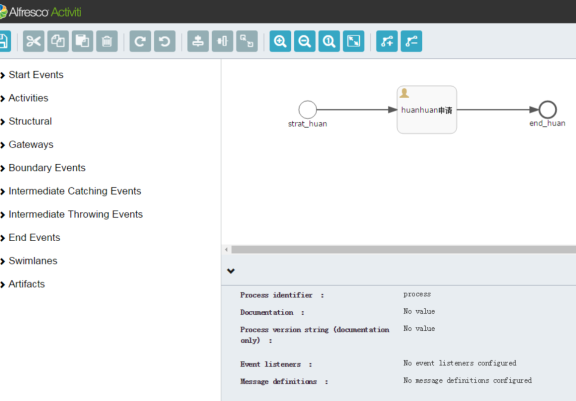 Alfresco Activiti
Start Events
Activities
Structural
Gateways
Boundary Events
Intermediate Catching Events
Intermediate Throwing Events
End Events
Swimlanes
Artifacts
strat_huan
huanhuan申请
end_huan
Process identifier : process
Documentation : No value
Process version string (documentation only) : No value
Event listeners : No event listeners configured
Message definitions : No message definitions configured